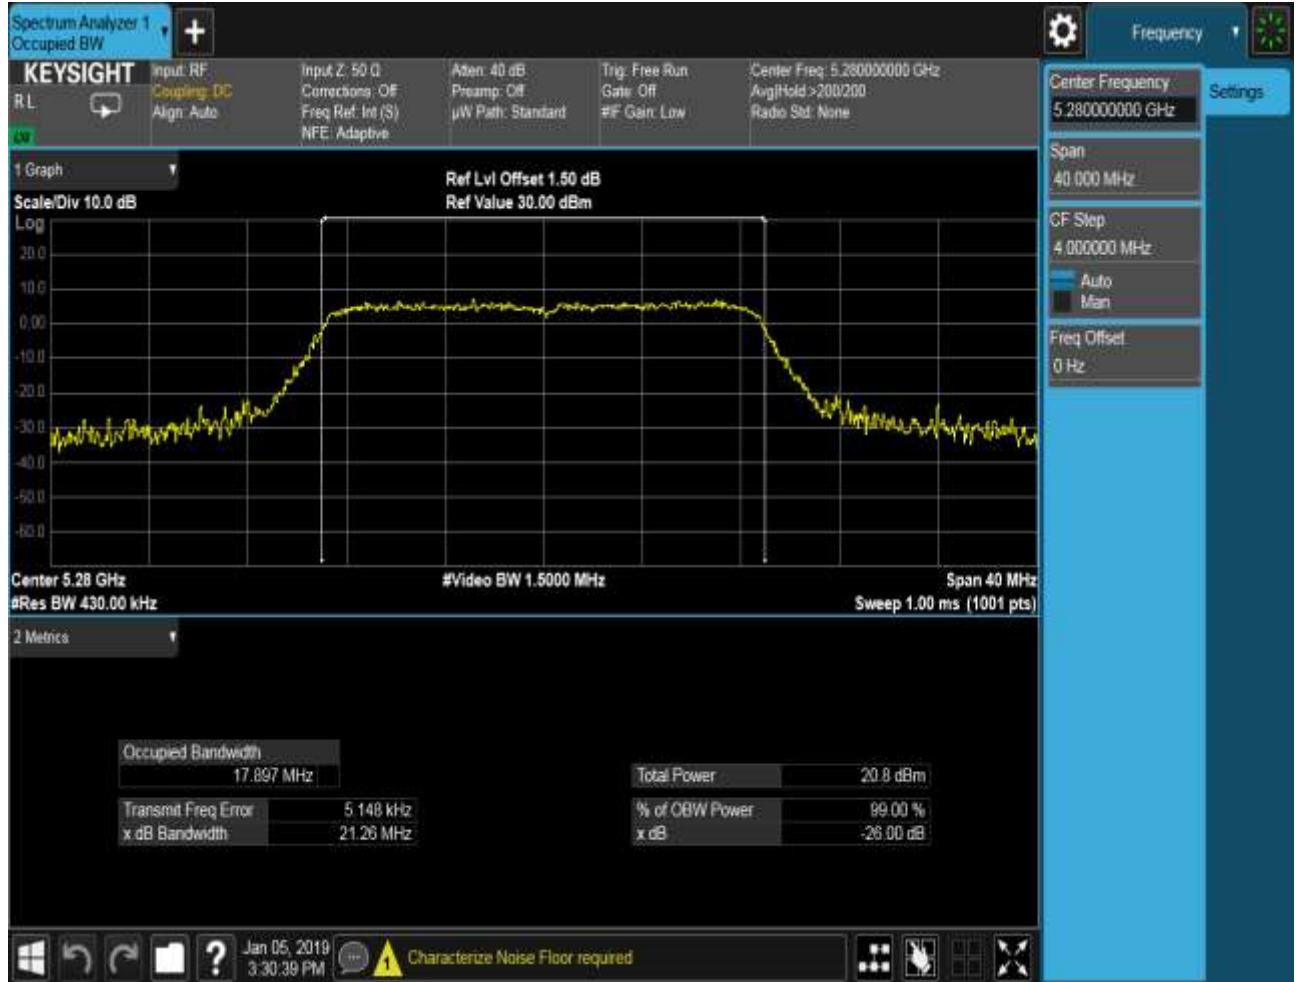 Spectrum Analyzer 1
Occupied BW
+
Frequency
KEYSIGHT
RL
Input: RF
Coupling: DC
Align: Auto
Input Z: 50 Ω
Corrections: Off
Freq Ref: Int (S)
NFE: Adaptive
Atten: 40 dB
Preamp: Off
µW Path: Standard
Trig: Free Run
Gate: Off
#IF Gain: Low
Center Freq: 5.280000000 GHz
Avg|Hold:>200/200
Radio Std: None
Center Frequency
5.280000000 GHz
Settings
Span
40.000 MHz
CF Step
4.000000 MHz
Auto
Man
Freq Offset
0 Hz
1 Graph
Scale/Div 10.0 dB
Ref Lvl Offset 1.50 dB
Ref Value 30.00 dBm
Log
20.0
10.0
0.00
-10.0
-20.0
-30.0
-40.0
-50.0
-60.0
Center 5.28 GHz
#Video BW 1.5000 MHz
Span 40 MHz
#Res BW 430.00 kHz
Sweep 1.00 ms (1001 pts)
2 Metrics
Occupied Bandwidth
17.897 MHz
Total Power 20.8 dBm
Transmit Freq Error 5.148 kHz
% of OBW Power 99.00 %
x dB Bandwidth 21.26 MHz
x dB -26.00 dB
?
Jan 05, 2019
3:30:39 PM
1
Characterize Noise Floor required